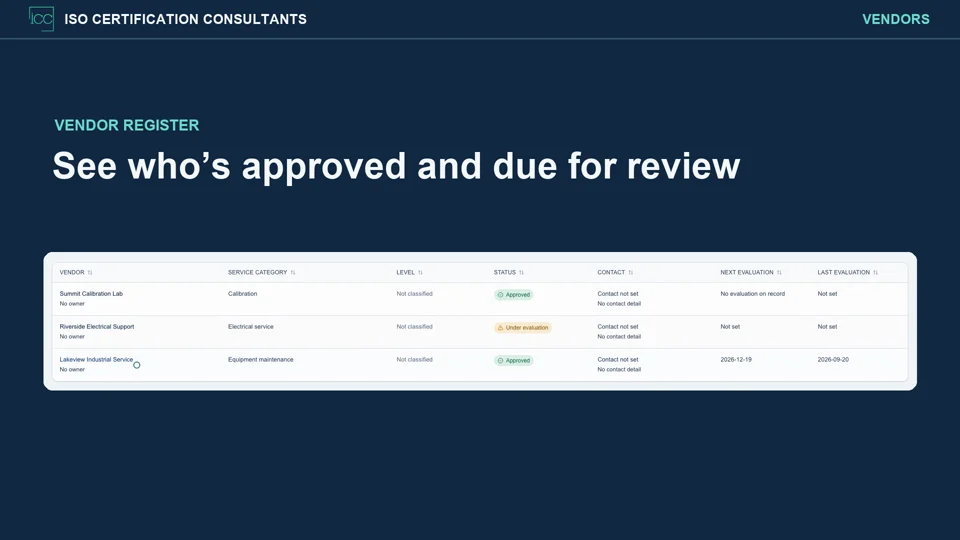 ICC ISO CERTIFICATION CONSULTANTS
VENDORS
VENDOR REGISTER
See who’s approved and due for review
VENDOR SERVICE CATEGORY LEVEL STATUS CONTACT NEXT EVALUATION LAST EVALUATION
Summit Calibration Lab Calibration Not classified Approved Contact not set No evaluation on record Not set
No owner No contact detail
Riverside Electrical Support Electrical service Not classified Under evaluation Contact not set Not set Not set
No owner No contact detail
Lakeview Industrial Service Equipment maintenance Not classified Approved Contact not set 2026-12-19 2026-09-20
No owner No contact detail